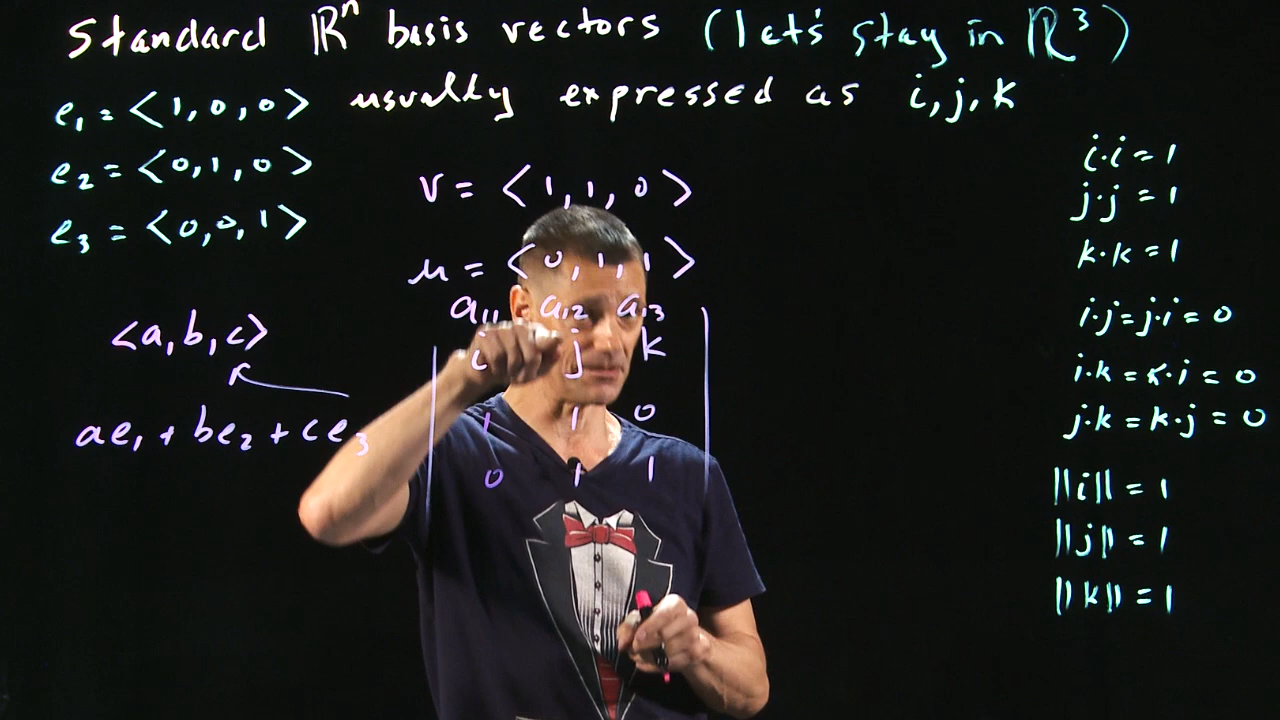 Standard ℝⁿ basis vectors (let's stay in ℝ³)
e₁ = <1, 0, 0> usually expressed as i, j, k
e₂ = <0, 1, 0>
e₃ = <0, 0, 1>
<a, b, c>
ae₁ + be₂ + ce₃
v = <1, 1, 0>
u = <0, 1, 1>
a₁₁ a₁₂ a₁₃
i j k
1 1 0
0 1 1
i·i = 1
j·j = 1
k·k = 1
i·j = j·i = 0
i·k = k·i = 0
j·k = k·j = 0
||i|| = 1
||j|| = 1
||k|| = 1